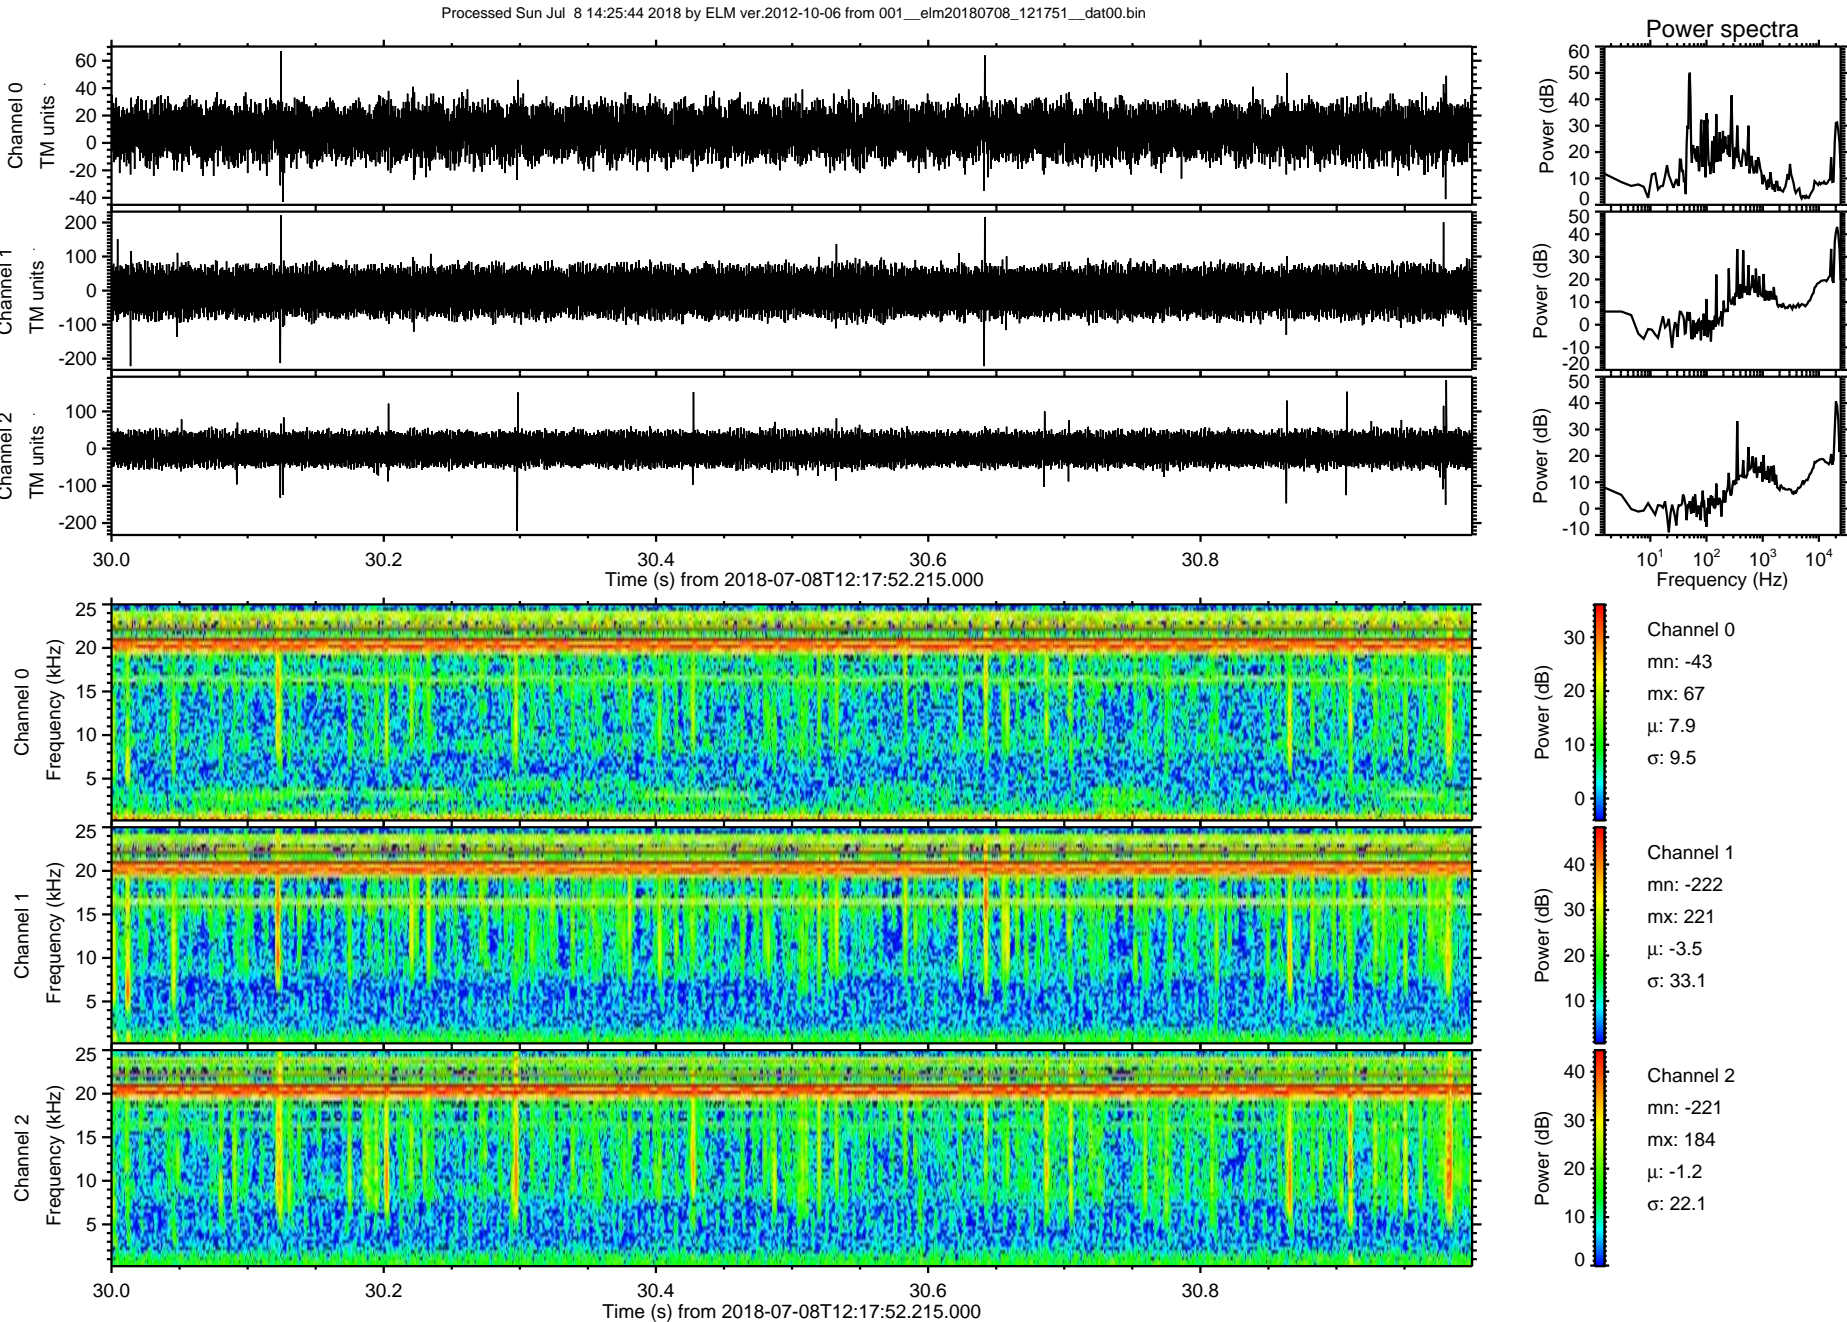 Processed Sun Jul  8 14:25:44 2018 by ELM ver.2012-10-06 from 001__elm20180708_121751__dat00.bin
Power spectra
Channel 0
TM units
60
40
20
0
-20
-40
Power (dB)
60
50
40
30
20
10
0
Channel 1
TM units
200
100
0
-100
-200
Power (dB)
50
40
30
20
10
0
-10
-20
Channel 2
TM units
100
0
-100
-200
Power (dB)
50
40
30
20
10
0
-10
30.0 30.2 30.4 30.6 30.8
Time (s) from 2018-07-08T12:17:52.215.000
10¹ 10² 10³ 10⁴
Frequency (Hz)
Channel 0
Frequency (kHz)
25
20
15
10
5
Power (dB)
30
20
10
0
Channel 0
mn: -43
mx: 67
µ: 7.9
σ: 9.5
Channel 1
Frequency (kHz)
25
20
15
10
5
Power (dB)
40
30
20
10
Channel 1
mn: -222
mx: 221
µ: -3.5
σ: 33.1
Channel 2
Frequency (kHz)
25
20
15
10
5
Power (dB)
40
30
20
10
0
Channel 2
mn: -221
mx: 184
µ: -1.2
σ: 22.1
30.0 30.2 30.4 30.6 30.8
Time (s) from 2018-07-08T12:17:52.215.000